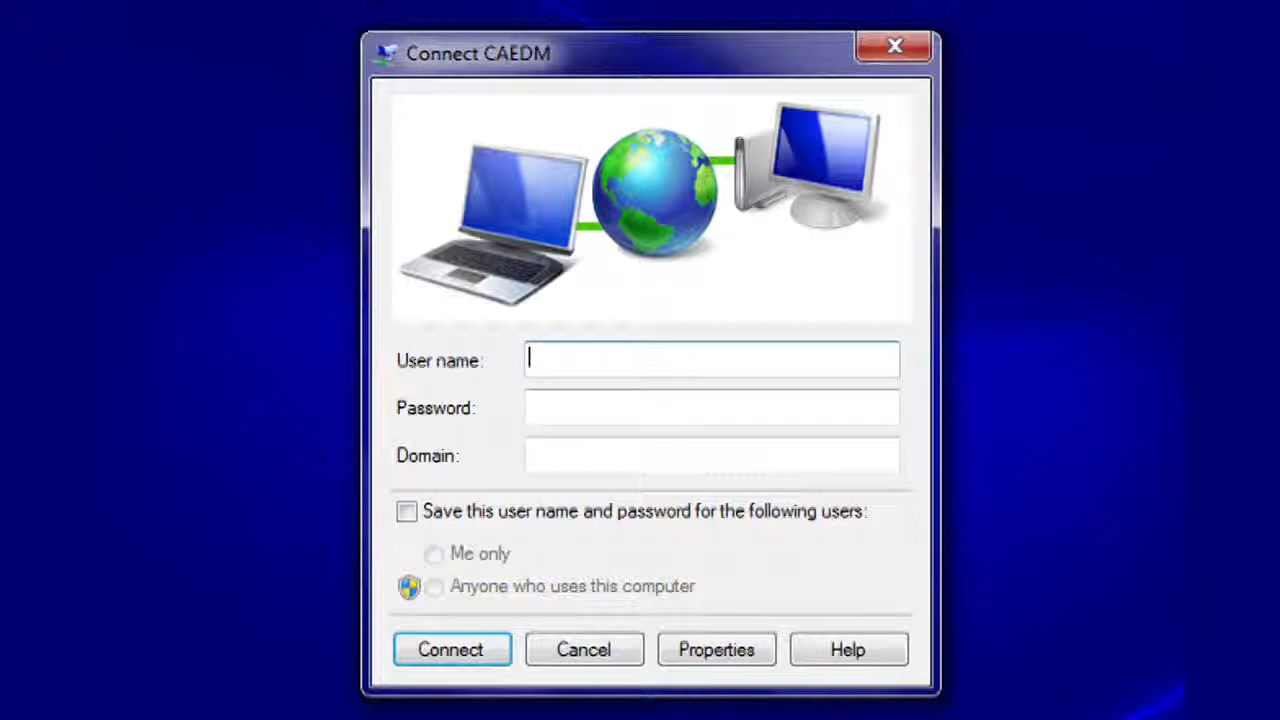 Connect CAEDM
User name:
Password:
Domain:
Save this user name and password for the following users:
Me only
Anyone who uses this computer
Connect Cancel Properties Help